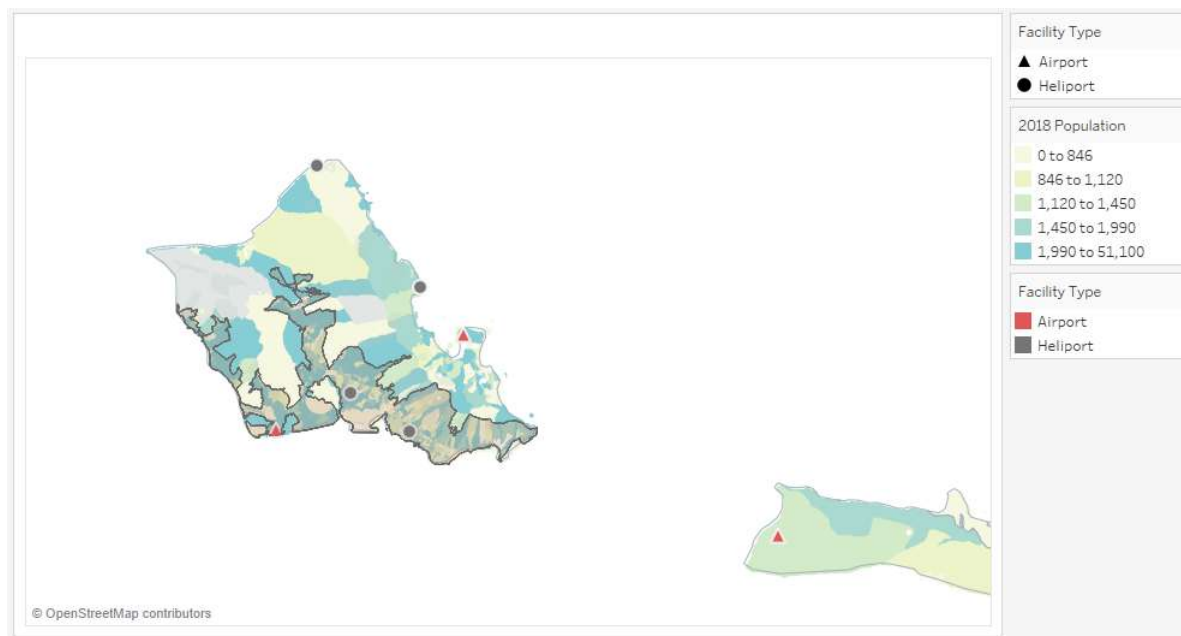 Facility Type
Airport
Heliport
2018 Population
0 to 846
846 to 1,120
1,120 to 1,450
1,450 to 1,990
1,990 to 51,100
Facility Type
Airport
Heliport
© OpenStreetMap contributors